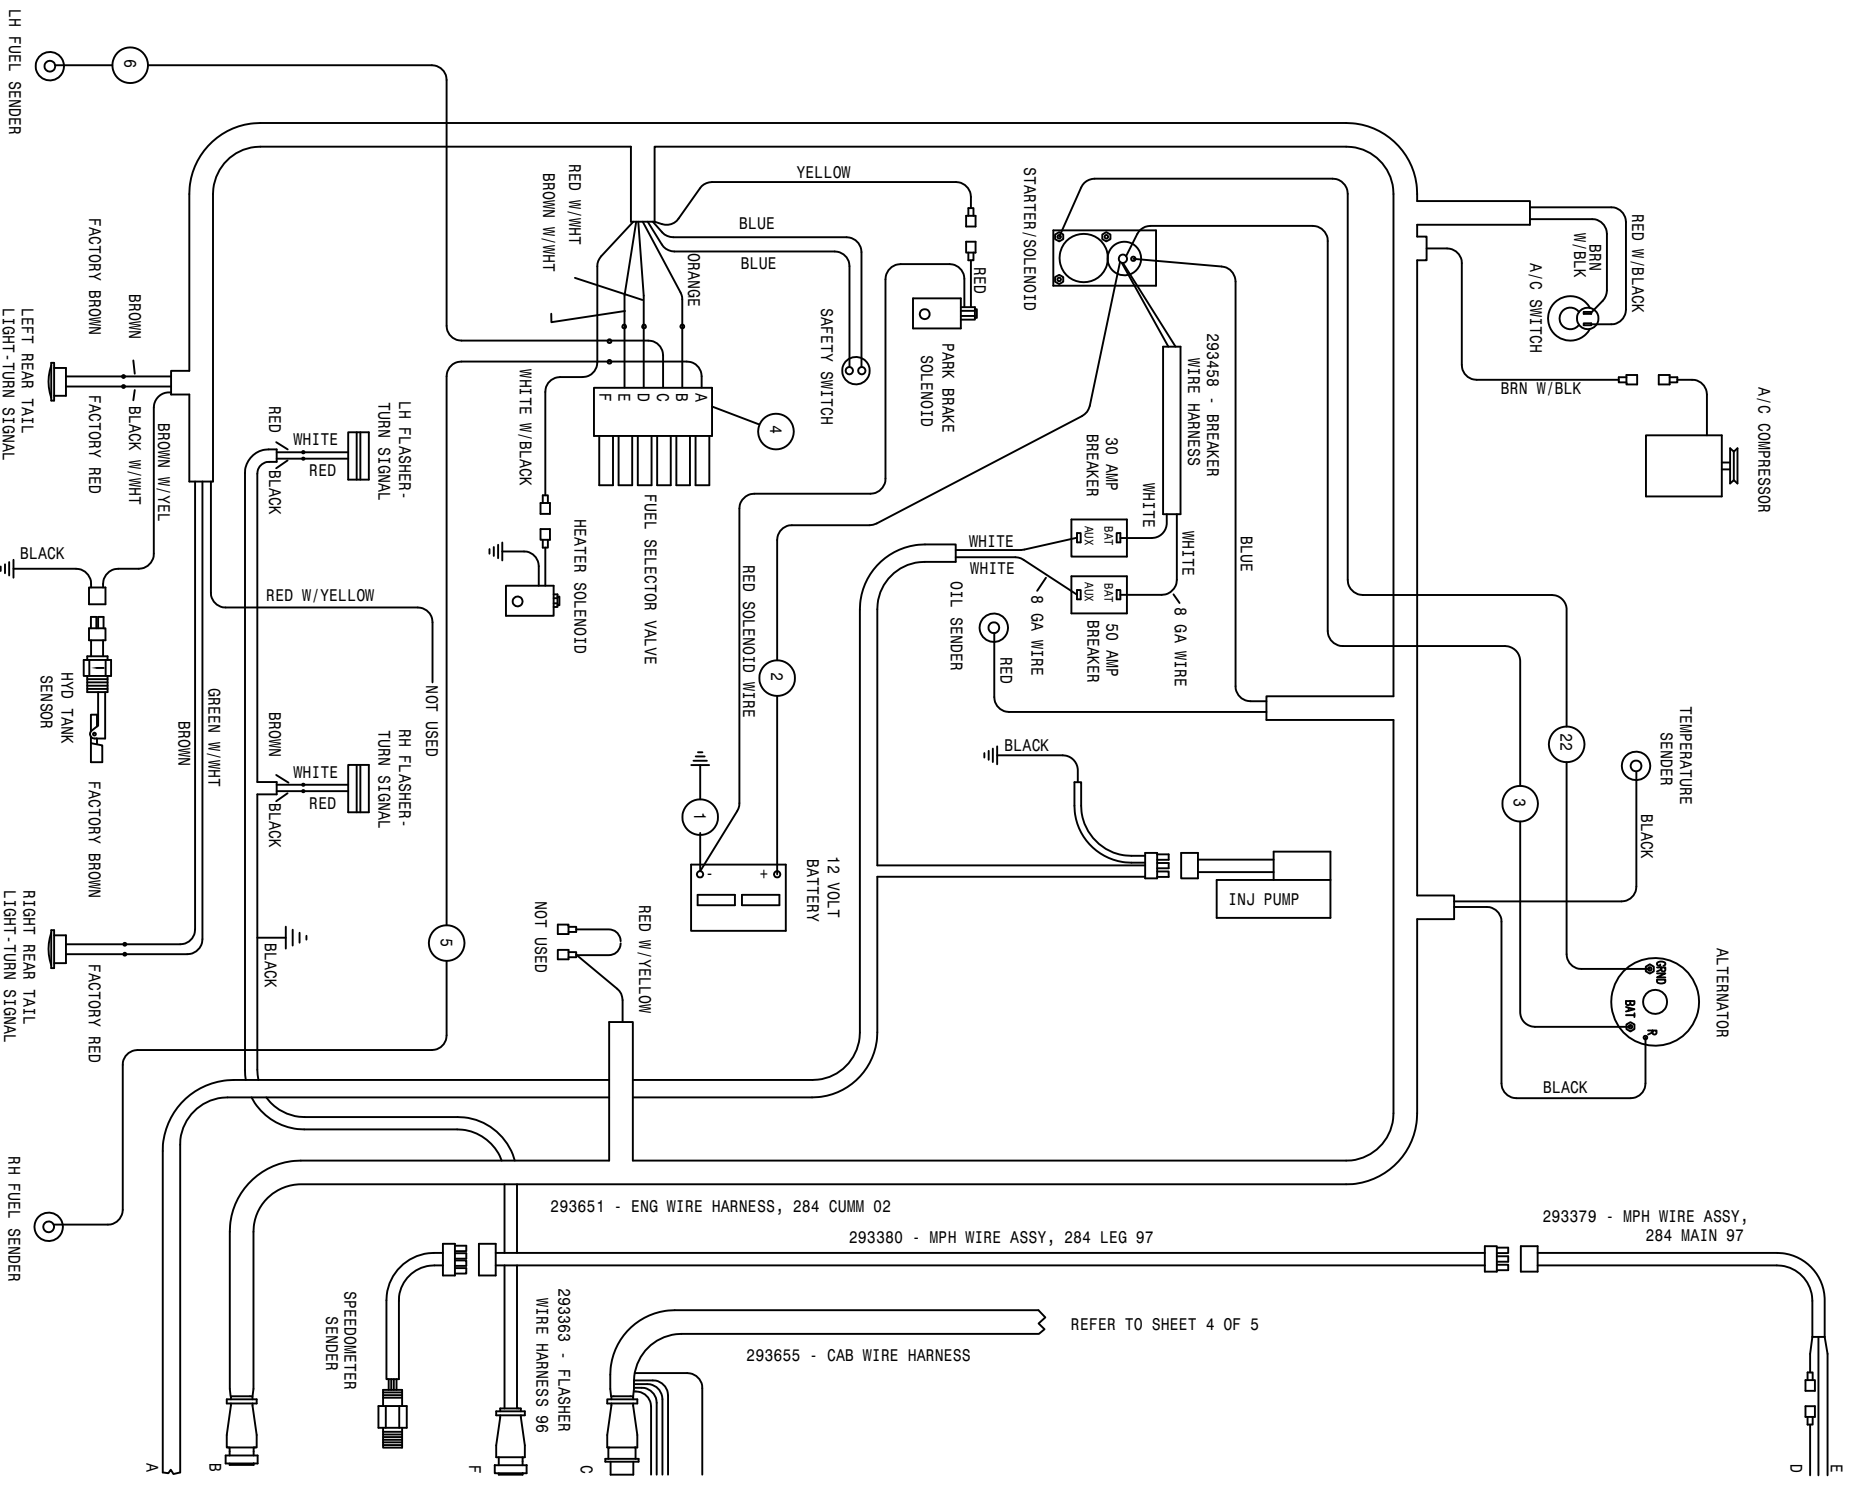 LH FUEL SENDER
6
YELLOW
BLUE
BLUE
RED W/WHT
BROWN W/WHT
ORANGE
RED
STARTER/SOLENOID
RED W/BLACK
BRN
W/BLK
A/C SWITCH
BRN W/BLK
A/C COMPRESSOR
SAFETY SWITCH
PARK BRAKE
SOLENOID
293458 - BREAKER
WIRE HARNESS
30 AMP
BREAKER
WHITE
WHITE
BAT
AUX
BAT
AUX
50 AMP
BREAKER
8 GA WIRE
8 GA WIRE
WHITE
WHITE
BLUE
OIL SENDER
RED
FACTORY BROWN
BROWN
LEFT REAR TAIL
LIGHT-TURN SIGNAL
FACTORY RED
BLACK W/WHT
BROWN W/YEL
RED
WHITE
RED
BLACK
LH FLASHER-
TURN SIGNAL
WHITE W/BLACK
A
B
C
D
E
F
4
FUEL SELECTOR VALVE
HEATER SOLENOID
BLACK
RED W/YELLOW
NOT USED
HYD TANK
SENSOR
GREEN W/WHT
BROWN
BROWN
WHITE
RED
BLACK
RH FLASHER-
TURN SIGNAL
RED SOLENOID WIRE
2
1
-
+
12 VOLT
BATTERY
BLACK
INJ PUMP
22
3
TEMPERATURE
SENDER
BLACK
ALTERNATOR
GRND
BAT
R
BLACK
FACTORY BROWN
FACTORY RED
RIGHT REAR TAIL
LIGHT-TURN SIGNAL
BLACK
5
NOT USED
RED W/YELLOW
RH FUEL SENDER
293651 - ENG WIRE HARNESS, 284 CUMM 02
293380 - MPH WIRE ASSY, 284 LEG 97
293379 - MPH WIRE ASSY,
284 MAIN 97
SPEEDOMETER
SENDER
293363 - FLASHER
WIRE HARNESS 96
REFER TO SHEET 4 OF 5
293655 - CAB WIRE HARNESS
A
B
F
C
D
E